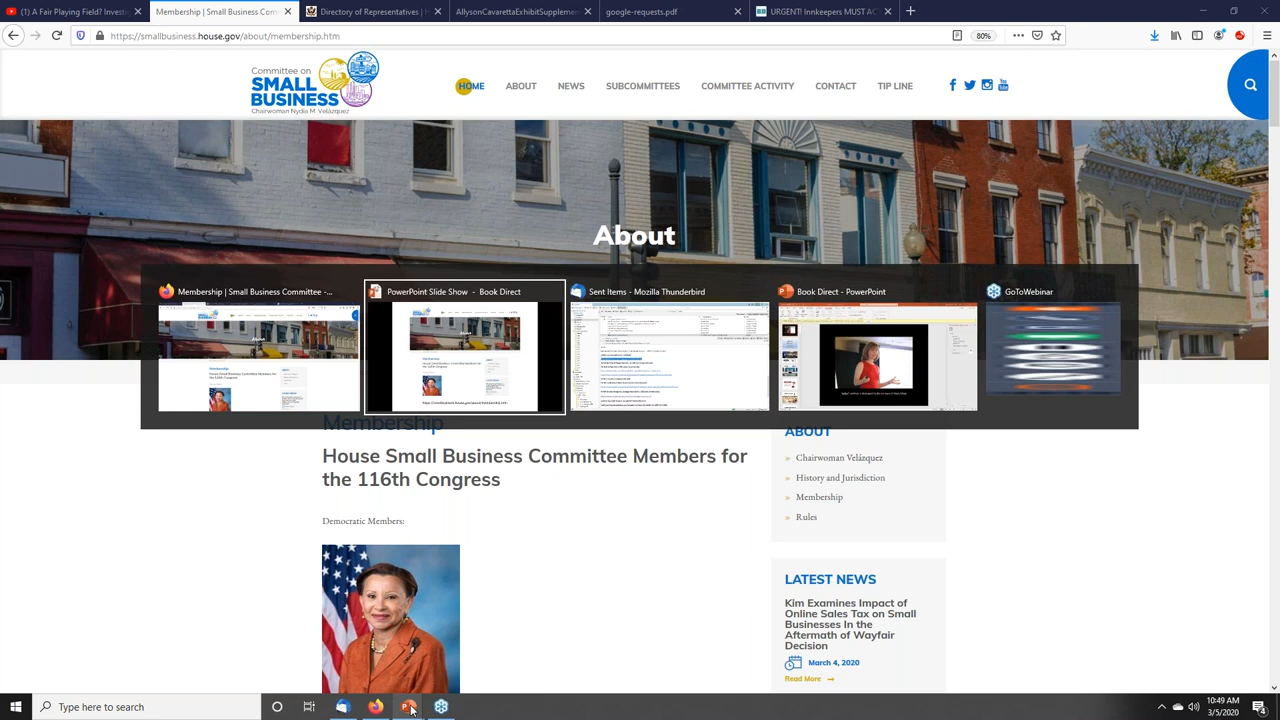 (1) A Fair Playing Field? Investig
Membership | Small Business Com
Directory of Representatives | H
AllysonCavarettaExhibitSupplemen
google-requests.pdf
URGENT! Innkeepers MUST AC
https://smallbusiness.house.gov/about/membership.htm
80%
Committee on
SMALL
BUSINESS
Chairwoman Nydia M. Velázquez
HOME
ABOUT
NEWS
SUBCOMMITTEES
COMMITTEE ACTIVITY
CONTACT
TIP LINE
About
Membership | Small Business Committee -...
PowerPoint Slide Show - Book Direct
Sent Items - Mozilla Thunderbird
Book Direct - PowerPoint
GoToWebinar
Membership
House Small Business Committee Members for
the 116th Congress
Democratic Members:
ABOUT
» Chairwoman Velázquez
» History and Jurisdiction
» Membership
» Rules
LATEST NEWS
Kim Examines Impact of
Online Sales Tax on Small
Businesses In the
Aftermath of Wayfair
Decision
March 4, 2020
Read More
Type here to search
10:49 AM
3/5/2020
4